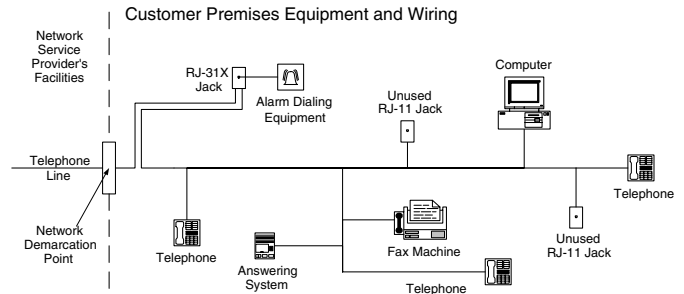 Customer Premises Equipment and Wiring
Network
Service
Provider's
Facilities
RJ-31X
Jack
Alarm Dialing
Equipment
Unused
RJ-11 Jack
Computer
Telephone
Line
Network
Demarcation
Point
Telephone
Answering
System
Fax Machine
Telephone
Unused
RJ-11 Jack
Telephone